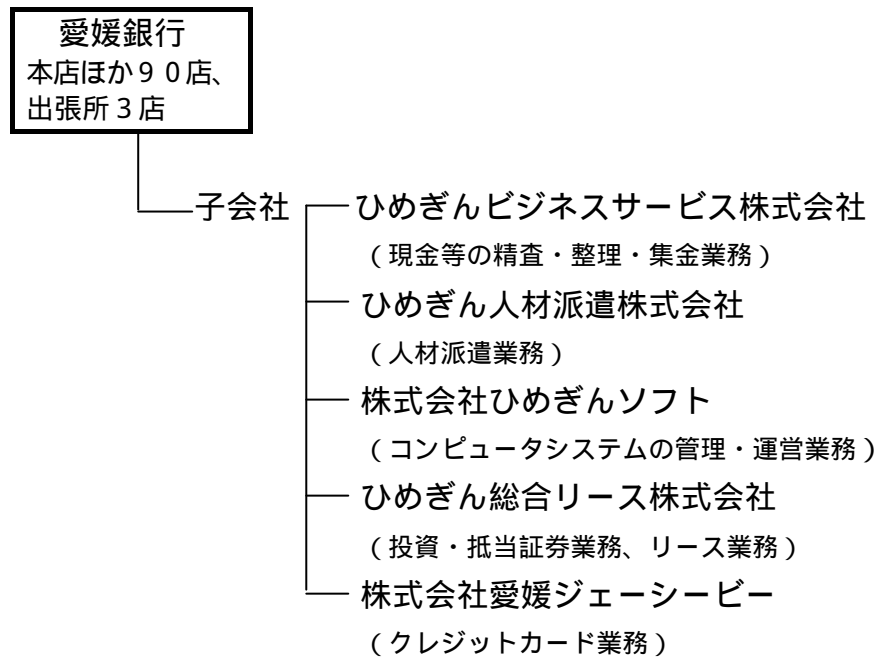 愛媛銀行
本店ほか９０店、
出張所３店
子会社
ひめぎんビジネスサービス株式会社
（現金等の精査・整理・集金業務）
ひめぎん人材派遣株式会社
（人材派遣業務）
株式会社ひめぎんソフト
（コンピュータシステムの管理・運営業務）
ひめぎん総合リース株式会社
（投資・抵当証券業務、リース業務）
株式会社愛媛ジェーシービー
（クレジットカード業務）